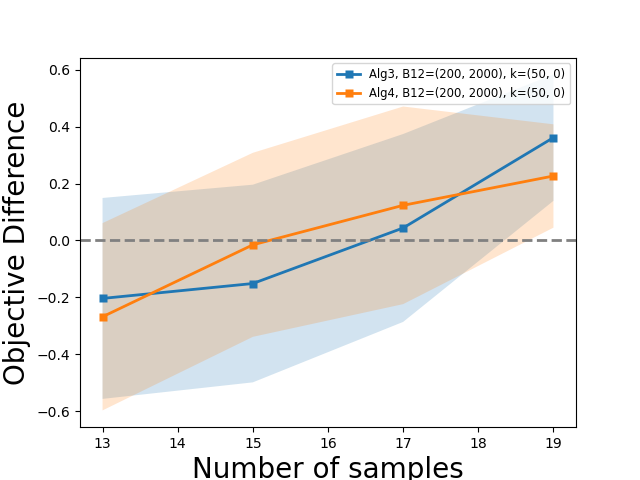 Alg3, B12=(200, 2000), k=(50, 0)
Alg4, B12=(200, 2000), k=(50, 0)
Objective Difference
0.6
0.4
0.2
0.0
−0.2
−0.4
−0.6
13 14 15 16 17 18 19
Number of samples